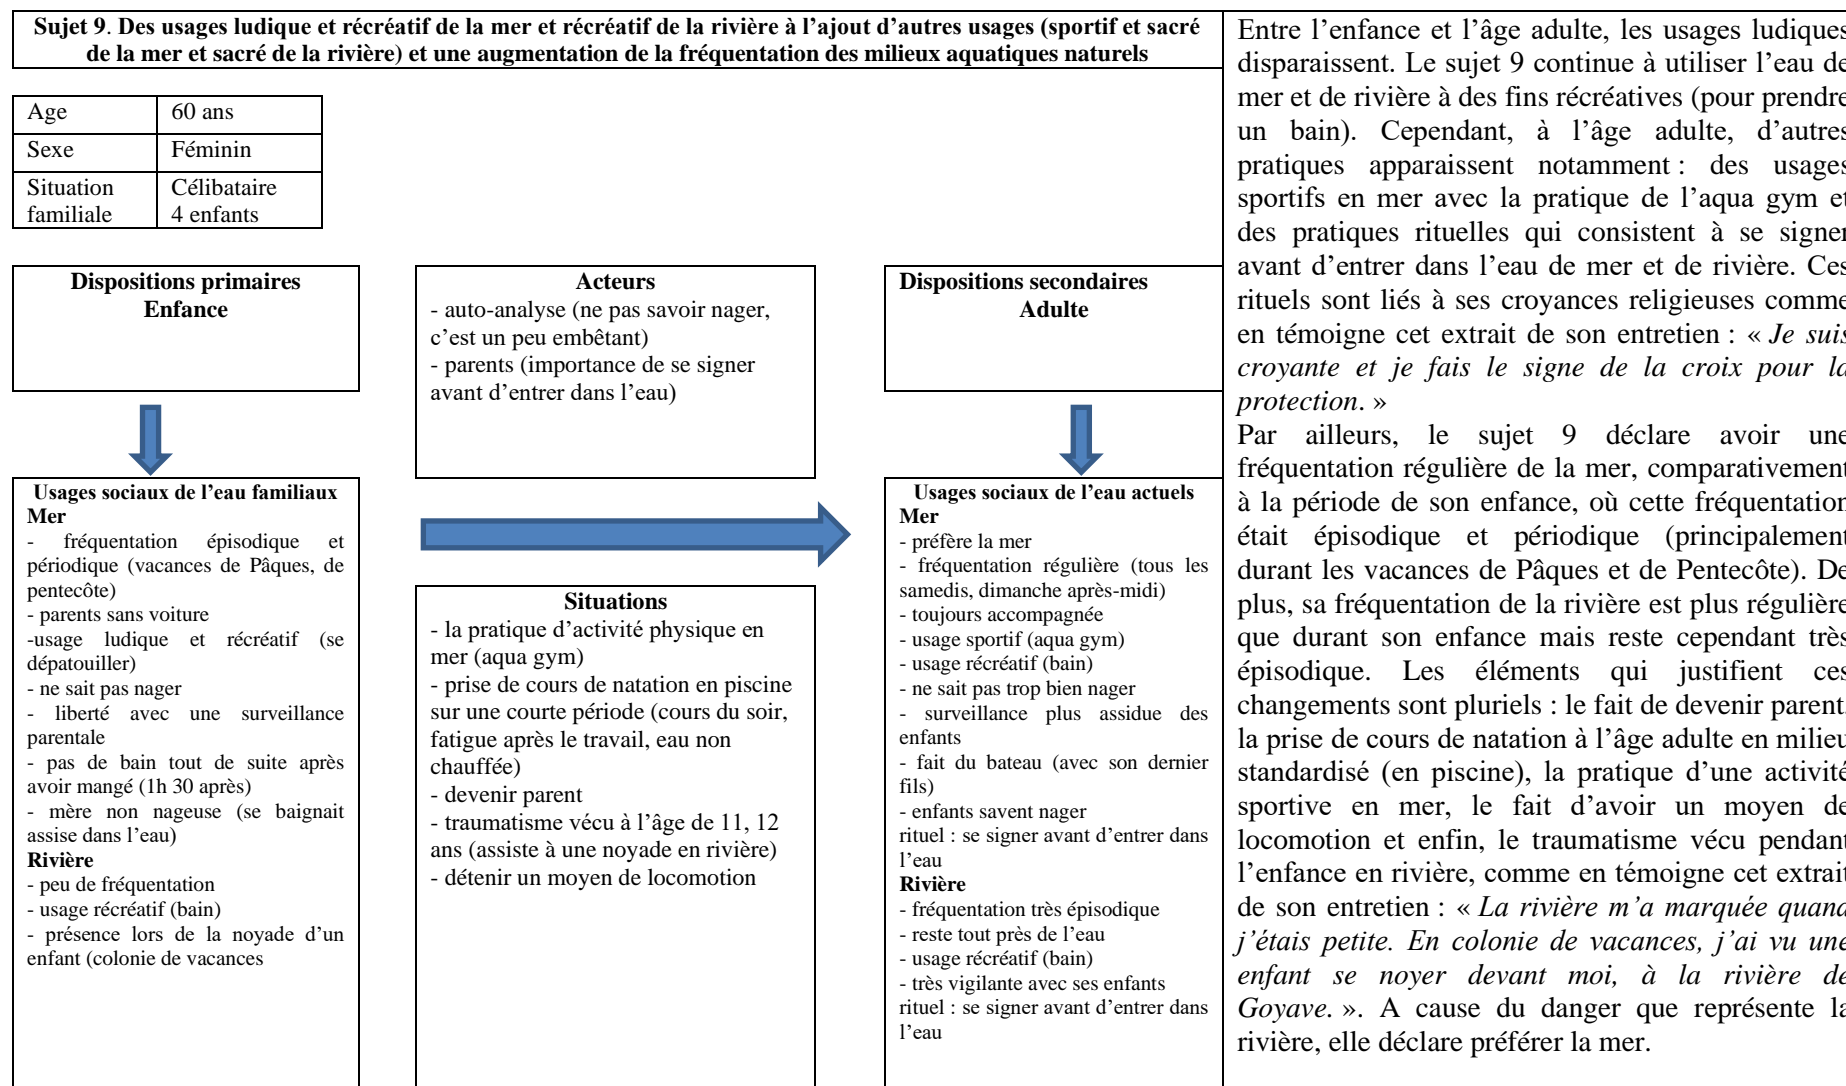 Sujet 9. Des usages ludique et récréatif de la mer et récréatif de la rivière à l’ajout d’autres usages (sportif et sacré
de la mer et sacré de la rivière) et une augmentation de la fréquentation des milieux aquatiques naturels
Age 60 ans
Sexe Féminin
Situation familiale Célibataire 4 enfants
Dispositions primaires
Enfance
Usages sociaux de l’eau familiaux
Mer
- fréquentation épisodique et
périodique (vacances de Pâques, de
pentecôte)
- parents sans voiture
-usage ludique et récréatif (se
dépatouiller)
- ne sait pas nager
- liberté avec une surveillance
parentale
- pas de bain tout de suite après
avoir mangé (1h 30 après)
- mère non nageuse (se baignait
assise dans l’eau)
Rivière
- peu de fréquentation
- usage récréatif (bain)
- présence lors de la noyade d’un
enfant (colonie de vacances
Acteurs
- auto-analyse (ne pas savoir nager,
c’est un peu embêtant)
- parents (importance de se signer
avant d’entrer dans l’eau)
Situations
- la pratique d’activité physique en
mer (aqua gym)
- prise de cours de natation en piscine
sur une courte période (cours du soir,
fatigue après le travail, eau non
chauffée)
- devenir parent
- traumatisme vécu à l’âge de 11, 12
ans (assiste à une noyade en rivière)
- détenir un moyen de locomotion
Dispositions secondaires
Adulte
Usages sociaux de l’eau actuels
Mer
- préfère la mer
- fréquentation régulière (tous les
samedis, dimanche après-midi)
- toujours accompagnée
- usage sportif (aqua gym)
- usage récréatif (bain)
- ne sait pas trop bien nager
- surveillance plus assidue des
enfants
- fait du bateau (avec son dernier
fils)
- enfants savent nager
rituel : se signer avant d’entrer dans
l’eau
Rivière
- fréquentation très épisodique
- reste tout près de l’eau
- usage récréatif (bain)
- très vigilante avec ses enfants
rituel : se signer avant d’entrer dans
l’eau
Entre l’enfance et l’âge adulte, les usages ludiques
disparaissent. Le sujet 9 continue à utiliser l’eau de
mer et de rivière à des fins récréatives (pour prendre
un bain). Cependant, à l’âge adulte, d’autres
pratiques apparaissent notamment : des usages
sportifs en mer avec la pratique de l’aqua gym et
des pratiques rituelles qui consistent à se signer
avant d’entrer dans l’eau de mer et de rivière. Ces
rituels sont liés à ses croyances religieuses comme
en témoigne cet extrait de son entretien : « Je suis
croyante et je fais le signe de la croix pour la
protection. »
Par ailleurs, le sujet 9 déclare avoir une
fréquentation régulière de la mer, comparativement
à la période de son enfance, où cette fréquentation
était épisodique et périodique (principalement
durant les vacances de Pâques et de Pentecôte). De
plus, sa fréquentation de la rivière est plus régulière
que durant son enfance mais reste cependant très
épisodique. Les éléments qui justifient ces
changements sont pluriels : le fait de devenir parent,
la prise de cours de natation à l’âge adulte en milieu
standardisé (en piscine), la pratique d’une activité
sportive en mer, le fait d’avoir un moyen de
locomotion et enfin, le traumatisme vécu pendant
l’enfance en rivière, comme en témoigne cet extrait
de son entretien : « La rivière m’a marquée quand
j’étais petite. En colonie de vacances, j’ai vu une
enfant se noyer devant moi, à la rivière de
Goyave. ». A cause du danger que représente la
rivière, elle déclare préférer la mer.